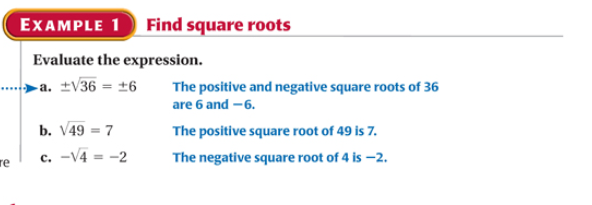 EXAMPLE 1 Find square roots
Evaluate the expression.
a. ±√36 = ±6 The positive and negative square roots of 36
are 6 and −6.
b. √49 = 7 The positive square root of 49 is 7.
re c. −√4 = −2 The negative square root of 4 is −2.